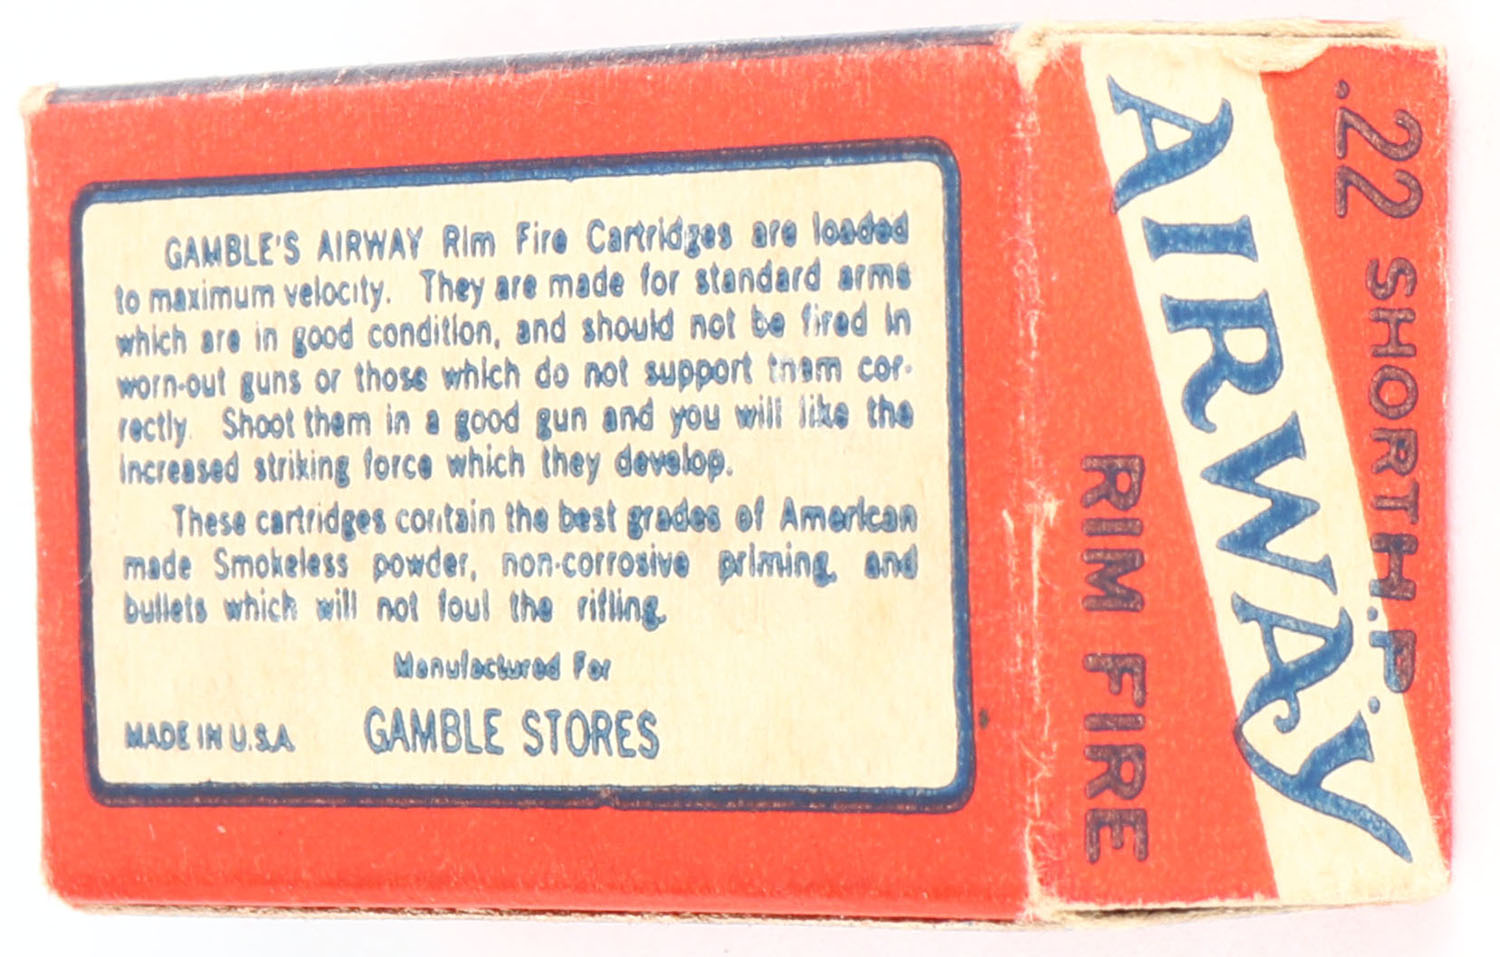 GAMBLE'S AIRWAY Rim Fire Cartridges are loaded
to maximum velocity. They are made for standard arms
which are in good condition, and should not be fired in
worn-out guns or those which do not support them cor-
rectly. Shoot them in a good gun and you will like the
increased striking force which they develop.
These cartridges contain the best grades of American
made Smokeless powder, non-corrosive priming, and
bullets which will not foul the rifling.
Manufactured For
MADE IN U.S.A. GAMBLE STORES
.22 SHORT H.P.
AIRWAY
RIM FIRE